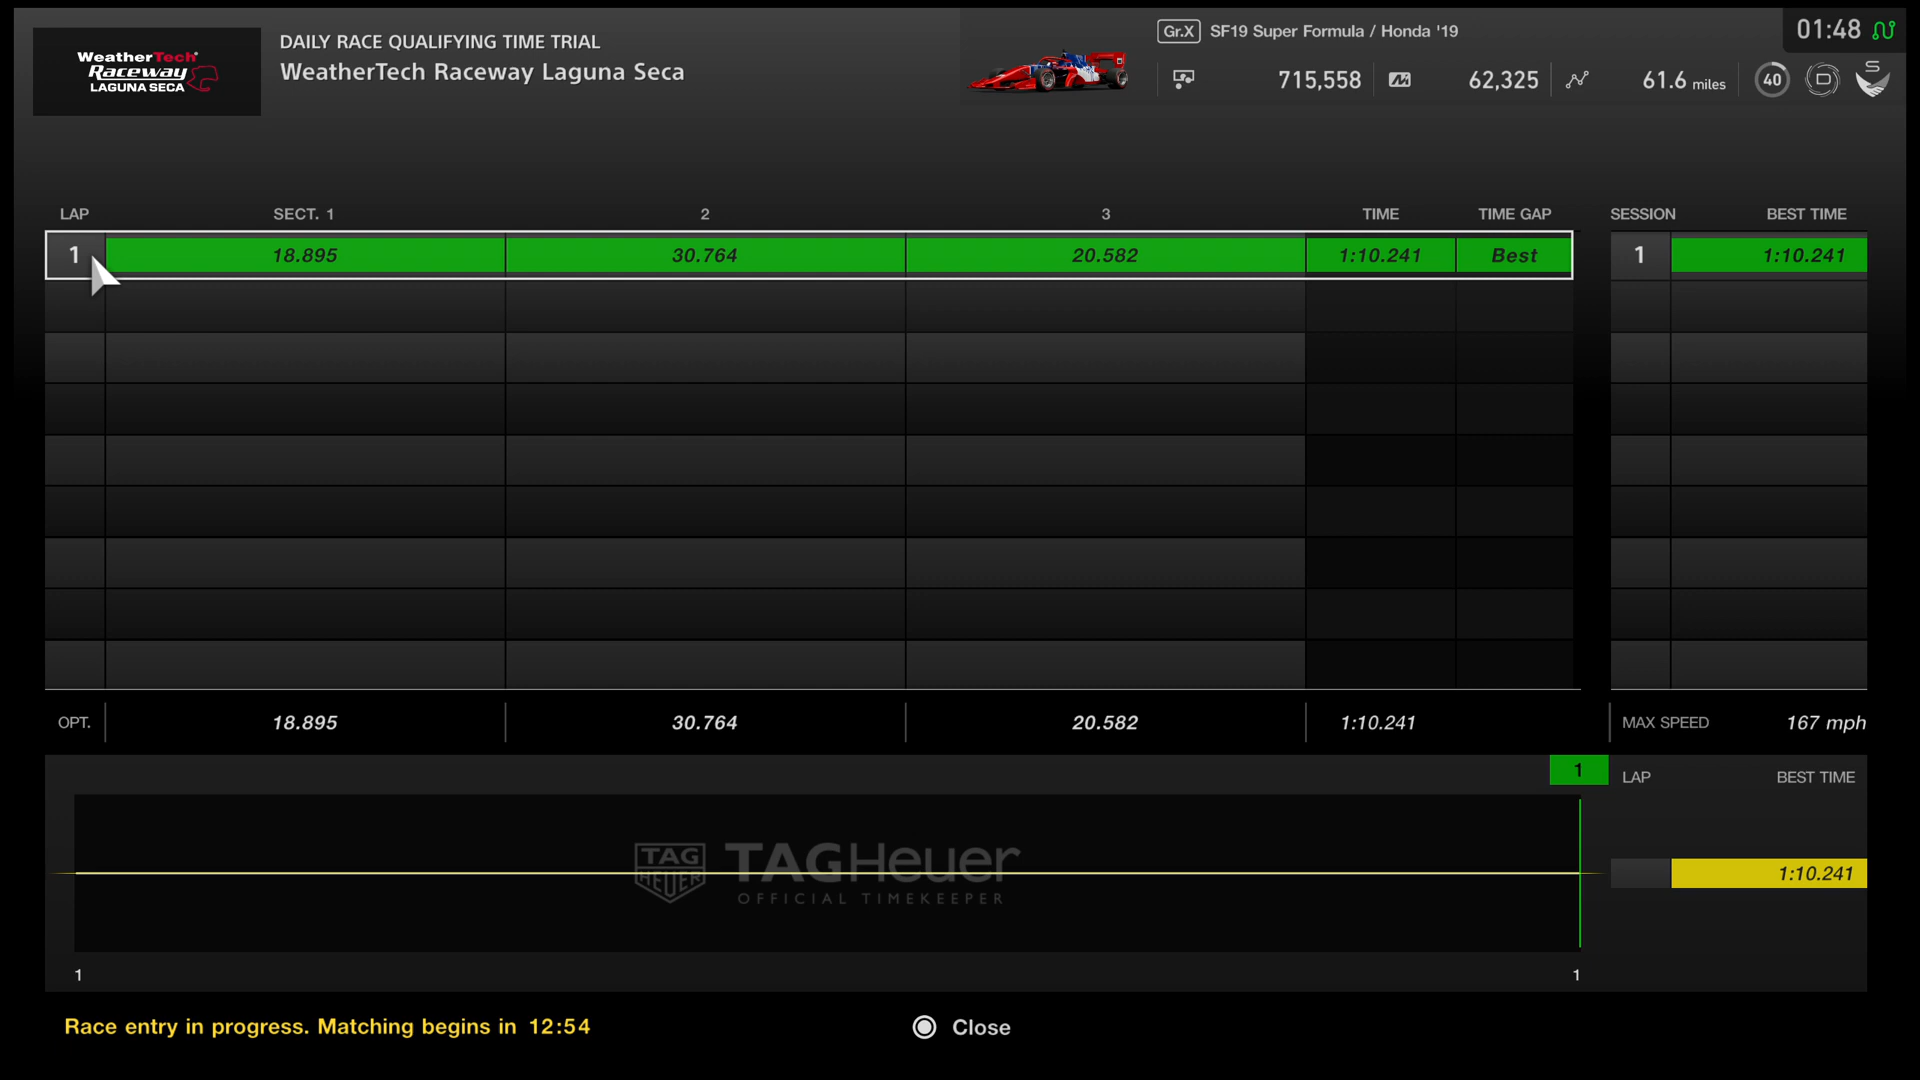 WeatherTech
Raceway
LAGUNA SECA
DAILY RACE QUALIFYING TIME TRIAL
WeatherTech Raceway Laguna Seca
Gr.X SF19 Super Formula / Honda '19
715,558 62,325 61.6 miles 40 D S
01:48
LAP SECT. 1 2 3 TIME TIME GAP SESSION BEST TIME
1 18.895 30.764 20.582 1:10.241 Best 1 1:10.241
OPT. 18.895 30.764 20.582 1:10.241 MAX SPEED 167 mph
1 LAP BEST TIME
TAG HEUER TAGHeuer
OFFICIAL TIMEKEEPER
1:10.241
1 1
Race entry in progress. Matching begins in 12:54
Close